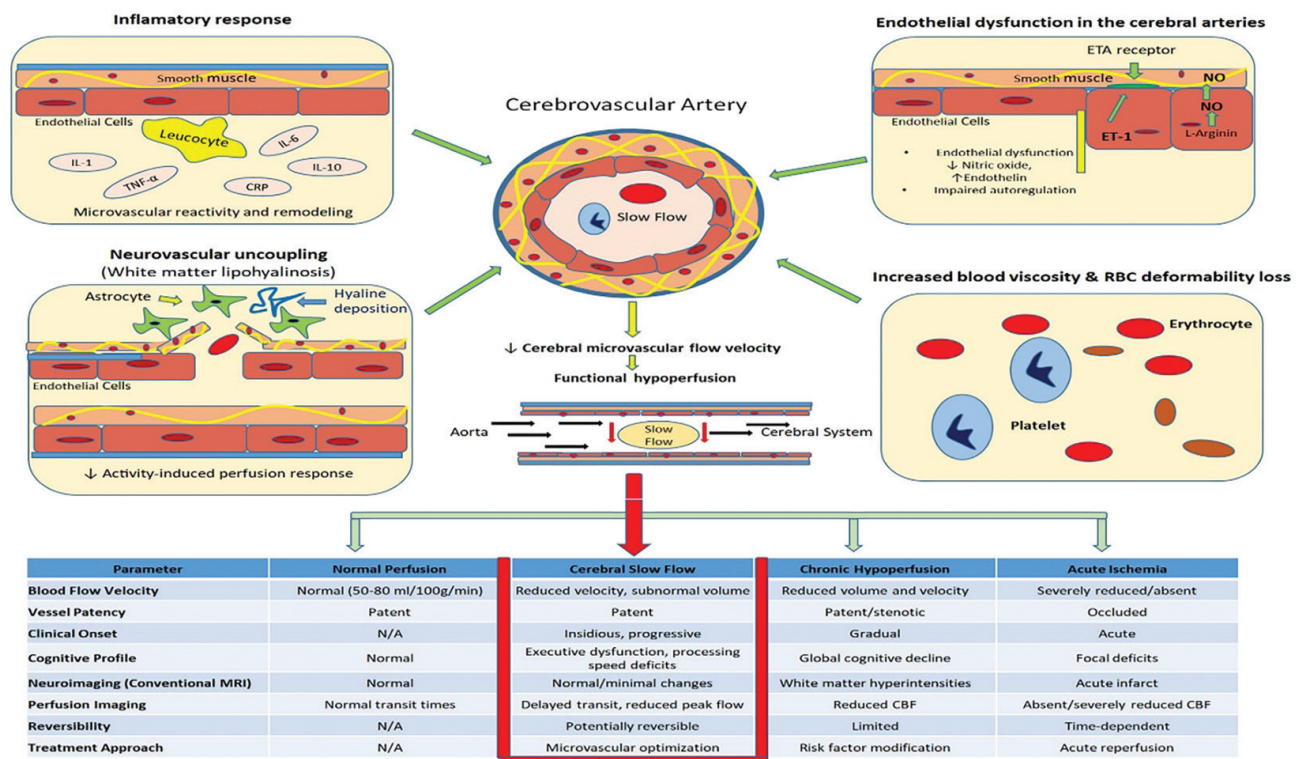 Inflamatory response
Smooth muscle
Endothelial Cells
Leucocyte
IL-6
IL-1
IL-10
TNF-α
CRP
Microvascular reactivity and remodeling
Neurovascular uncoupling
(White matter lipohyalinosis)
Astrocyte
Hyaline
deposition
Endothelial Cells
↓ Activity-induced perfusion response
Cerebrovascular Artery
Slow Flow
↓ Cerebral microvascular flow velocity
Functional hypoperfusion
Aorta
Slow
Flow
Cerebral System
Endothelial dysfunction in the cerebral arteries
ETA receptor
Smooth muscle
NO
Endothelial Cells
NO
ET-1
L-Arginin
• Endothelial dysfunction
↓ Nitric oxide,
↑Endothelin
• Impaired autoregulation
Increased blood viscosity & RBC deformability loss
Erythrocyte
Platelet
Parameter Normal Perfusion Cerebral Slow Flow Chronic Hypoperfusion Acute Ischemia
Blood Flow Velocity Normal (50-80 ml/100g/min) Reduced velocity, subnormal volume Reduced volume and velocity Severely reduced/absent
Vessel Patency Patent Patent Patent/stenotic Occluded
Clinical Onset N/A Insidious, progressive Gradual Acute
Cognitive Profile Normal Executive dysfunction, processing speed deficits Global cognitive decline Focal deficits
Neuroimaging (Conventional MRI) Normal Normal/minimal changes White matter hyperintensities Acute infarct
Perfusion Imaging Normal transit times Delayed transit, reduced peak flow Reduced CBF Absent/severely reduced CBF
Reversibility N/A Potentially reversible Limited Time-dependent
Treatment Approach N/A Microvascular optimization Risk factor modification Acute reperfusion